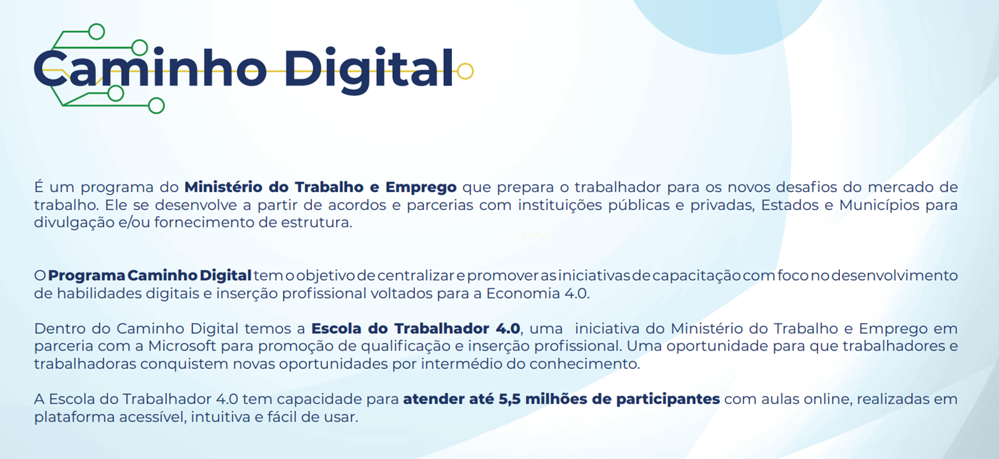 Caminho Digital
É um programa do Ministério do Trabalho e Emprego que prepara o trabalhador para os novos desafios do mercado de
trabalho. Ele se desenvolve a partir de acordos e parcerias com instituições públicas e privadas, Estados e Municípios para
divulgação e/ou fornecimento de estrutura.
O Programa Caminho Digital tem o objetivo de centralizar e promover as iniciativas de capacitação com foco no desenvolvimento
de habilidades digitais e inserção profissional voltados para a Economia 4.0.
Dentro do Caminho Digital temos a Escola do Trabalhador 4.0, uma iniciativa do Ministério do Trabalho e Emprego em
parceria com a Microsoft para promoção de qualificação e inserção profissional. Uma oportunidade para que trabalhadores e
trabalhadoras conquistem novas oportunidades por intermédio do conhecimento.
A Escola do Trabalhador 4.0 tem capacidade para atender até 5,5 milhões de participantes com aulas online, realizadas em
plataforma acessível, intuitiva e fácil de usar.